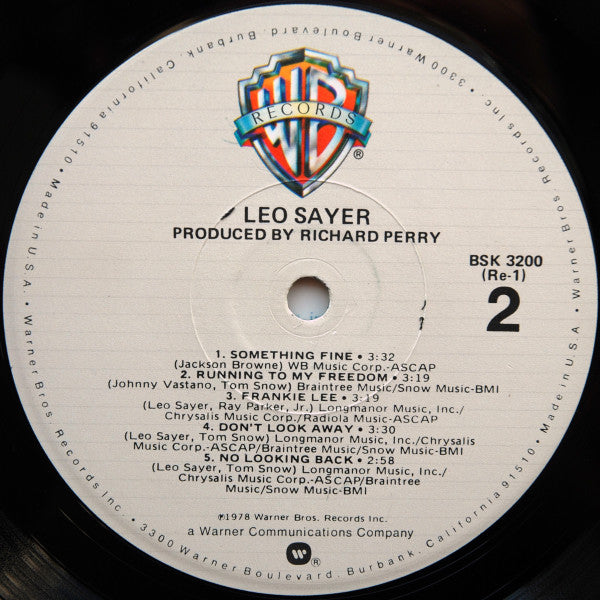 WB
RECORDS
®
LEO SAYER
PRODUCED BY RICHARD PERRY
BSK 3200
(Re-1)
2
1. SOMETHING FINE • 3:32
(Jackson Browne) WB Music Corp.-ASCAP
2. RUNNING TO MY FREEDOM • 3:19
(Johnny Vastano, Tom Snow) Braintree Music/Snow Music-BMI
3. FRANKIE LEE • 3:19
(Leo Sayer, Ray Parker, Jr.) Longmanor Music, Inc./
Chrysalis Music Corp./Radiola Music-ASCAP
4. DON'T LOOK AWAY • 3:30
(Leo Sayer, Tom Snow) Longmanor Music, Inc./Chrysalis
Music Corp.-ASCAP/Braintree Music/Snow Music-BMI
5. NO LOOKING BACK • 2:58
(Leo Sayer, Tom Snow) Longmanor Music, Inc./
Chrysalis Music Corp.-ASCAP/Braintree
Music/Snow Music-BMI
℗1978 Warner Bros. Records Inc.
a Warner Communications Company
W ®
Warner Bros. Records Inc. • 3300 Warner Boulevard, Burbank, California 91510 • Made in U.S.A. • Warner Bros. Records Inc. • 3300 Warner Boulevard, Burbank, California 91510 • Made in U.S.A. •